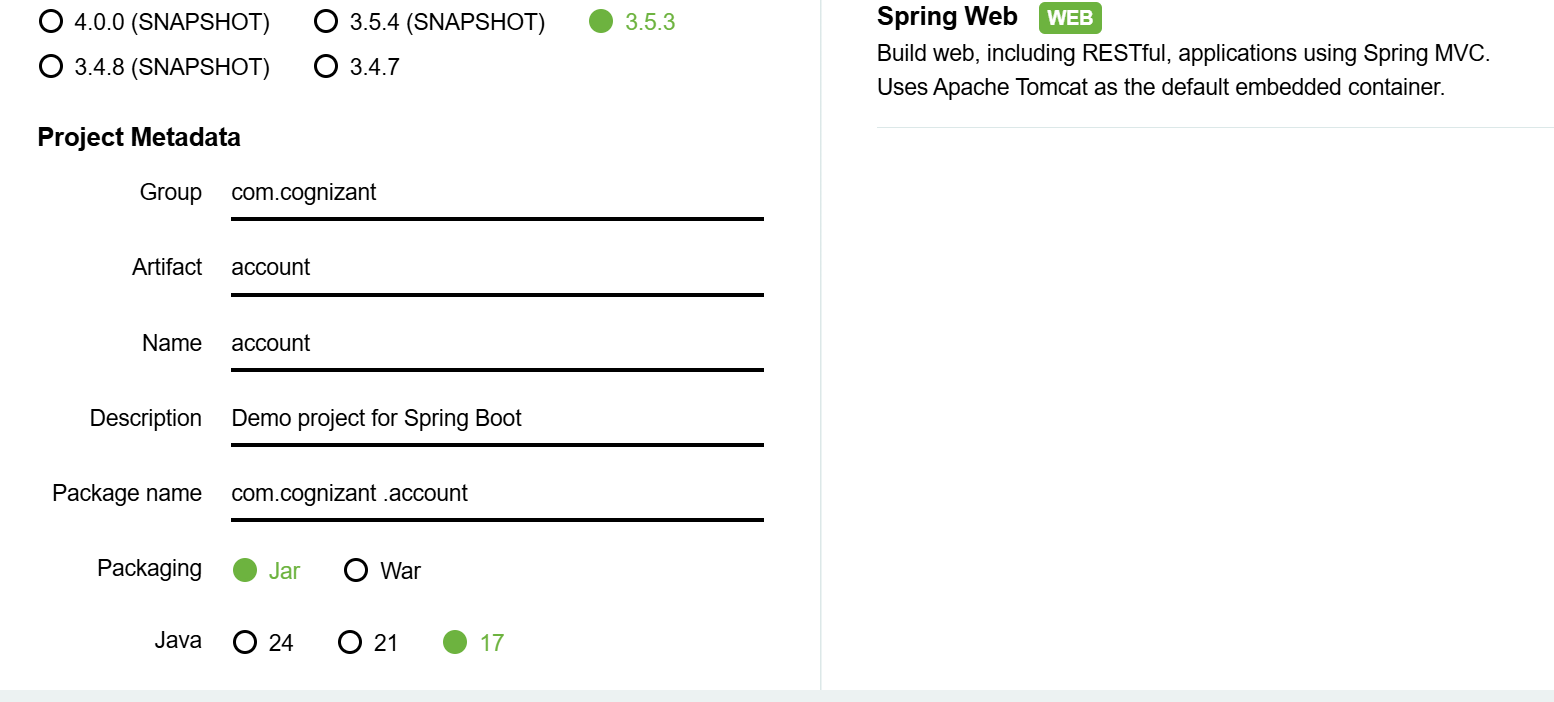 4.0.0 (SNAPSHOT) 3.5.4 (SNAPSHOT) 3.5.3
3.4.8 (SNAPSHOT) 3.4.7
Project Metadata
Group com.cognizant
Artifact account
Name account
Description Demo project for Spring Boot
Package name com.cognizant .account
Packaging Jar War
Java 24 21 17
Spring Web WEB
Build web, including RESTful, applications using Spring MVC.
Uses Apache Tomcat as the default embedded container.